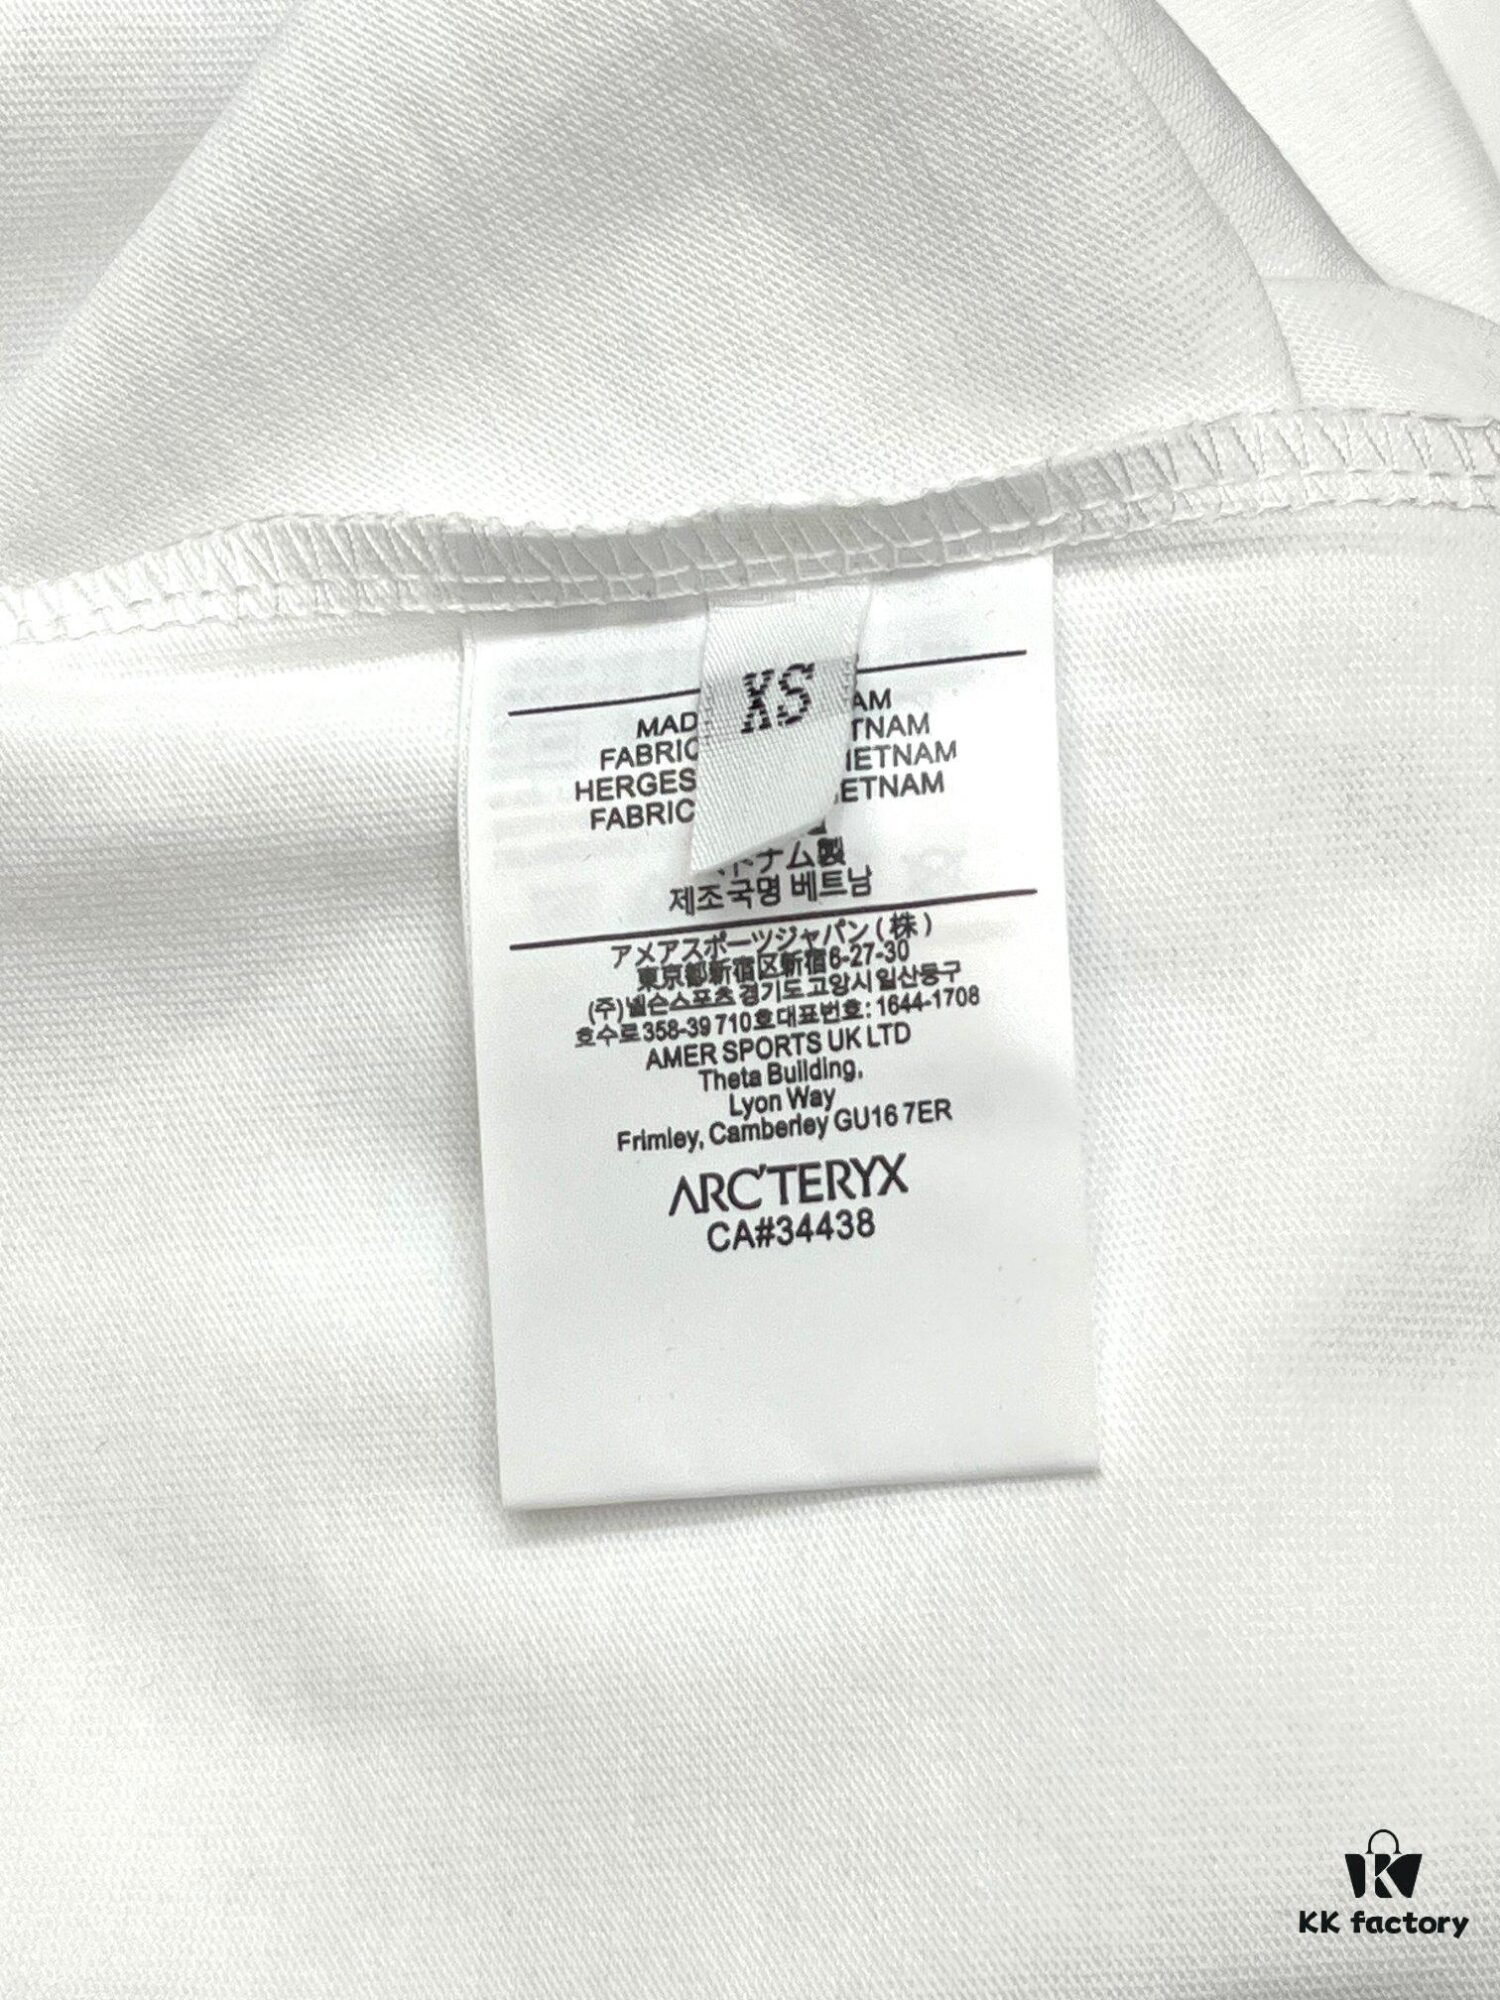 XS
MAD AM
FABRIC TNAM
HERGES IETNAM
FABRIC ETNAM
トナム製
제조국명 베트남
アメアスポーツジャパン(株)
東京都新宿区新宿6-27-30
(주)넬슨스포츠 경기도 고양시 일산동구
호수로 358-39 710호 대표번호: 1644-1708
AMER SPORTS UK LTD
Theta Building,
Lyon Way
Frimley, Camberley GU16 7ER
ARC'TERYX
CA#34438
KK factory